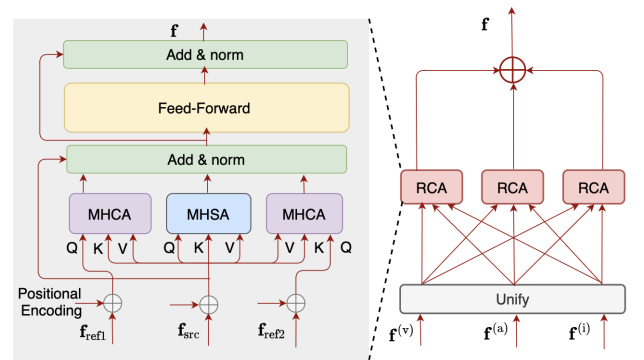 f
Add & norm
Feed-Forward
Add & norm
MHCA MHSA MHCA
Q K V Q K V V K Q
Positional
Encoding
f_ref1 f_src f_ref2
f
RCA RCA RCA
Unify
f^(v) f^(a) f^(i)